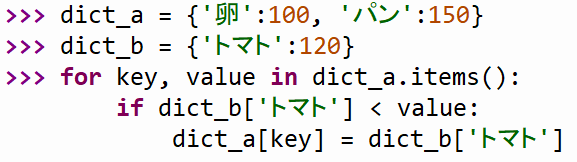 >>> dict_a = {'卵':100, 'パン':150}
>>> dict_b = {'トマト':120}
>>> for key, value in dict_a.items():
        if dict_b['トマト'] < value:
            dict_a[key] = dict_b['トマト']